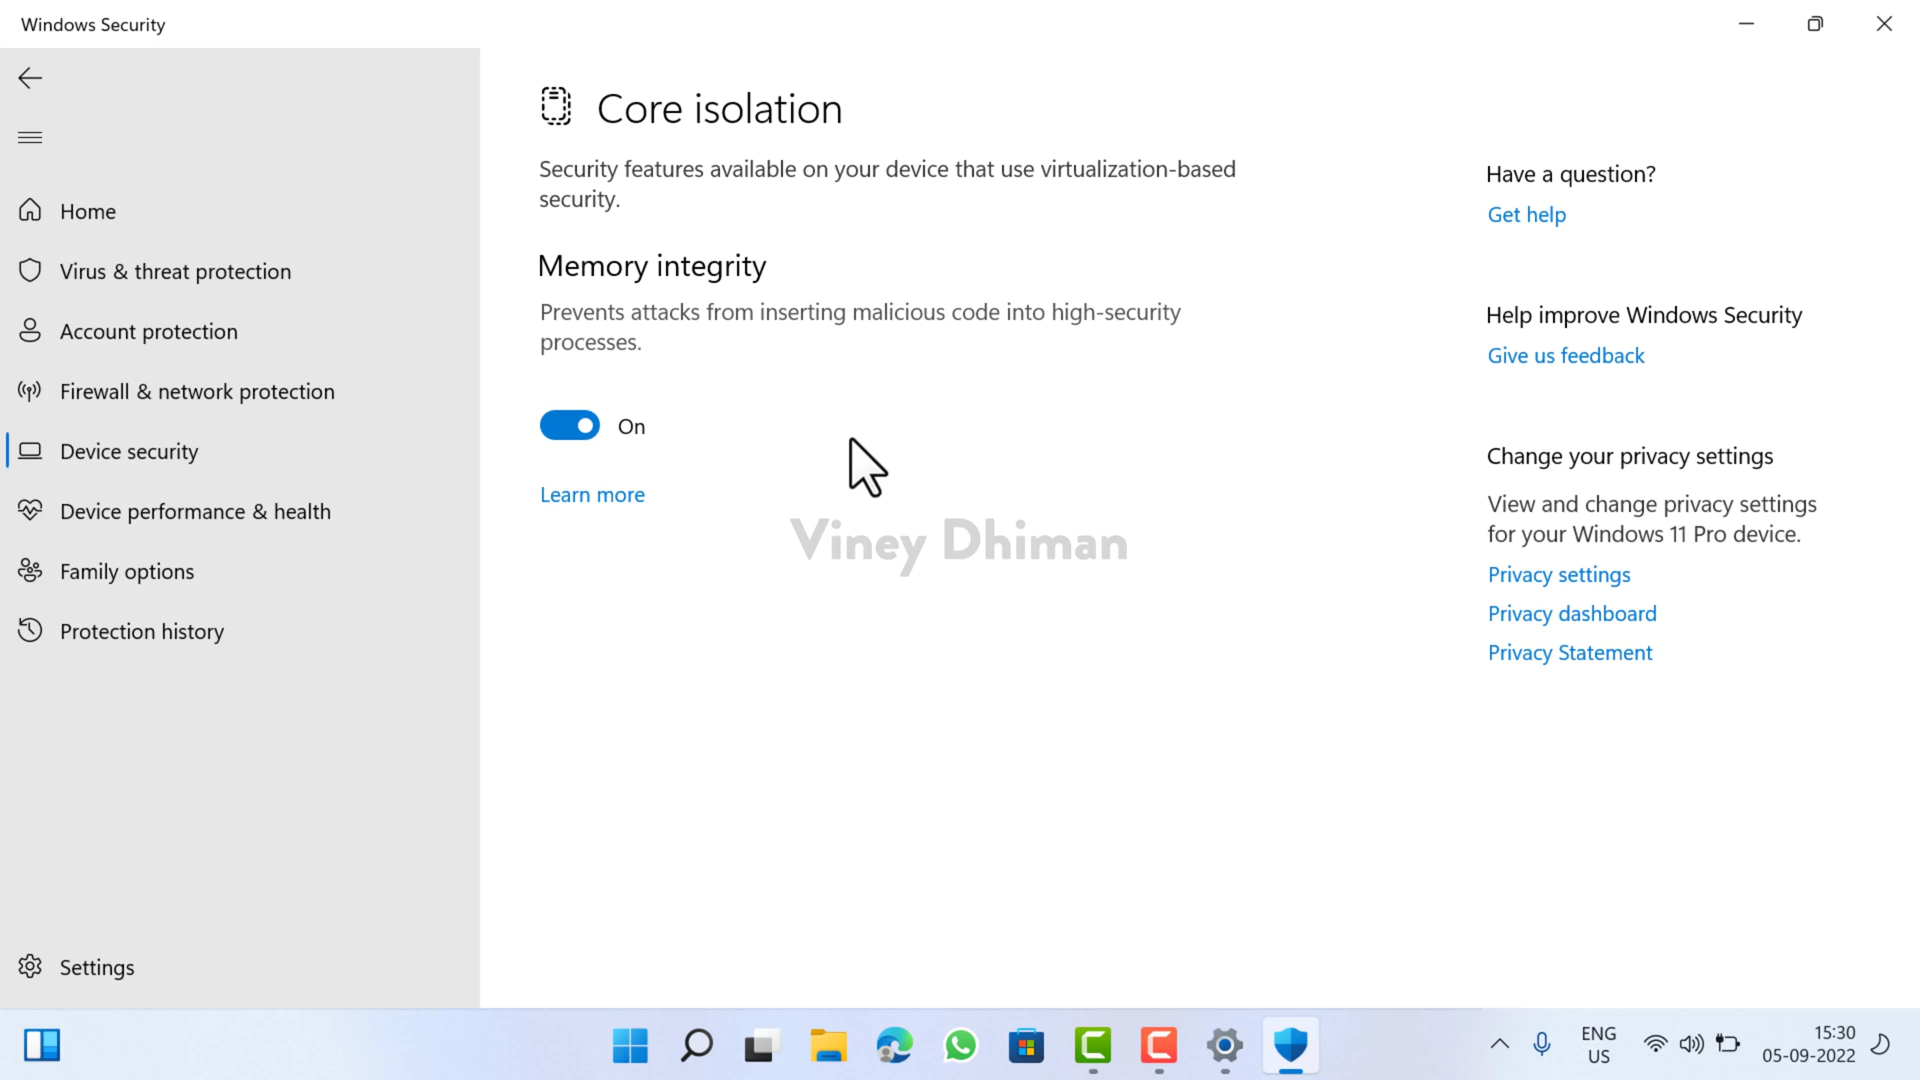 Windows Security
Home
Virus & threat protection
Account protection
Firewall & network protection
Device security
Device performance & health
Family options
Protection history
Settings
Core isolation
Security features available on your device that use virtualization-based
security.
Memory integrity
Prevents attacks from inserting malicious code into high-security
processes.
On
Learn more
Viney Dhiman
Have a question?
Get help
Help improve Windows Security
Give us feedback
Change your privacy settings
View and change privacy settings
for your Windows 11 Pro device.
Privacy settings
Privacy dashboard
Privacy Statement
ENG
US
15:30
05-09-2022